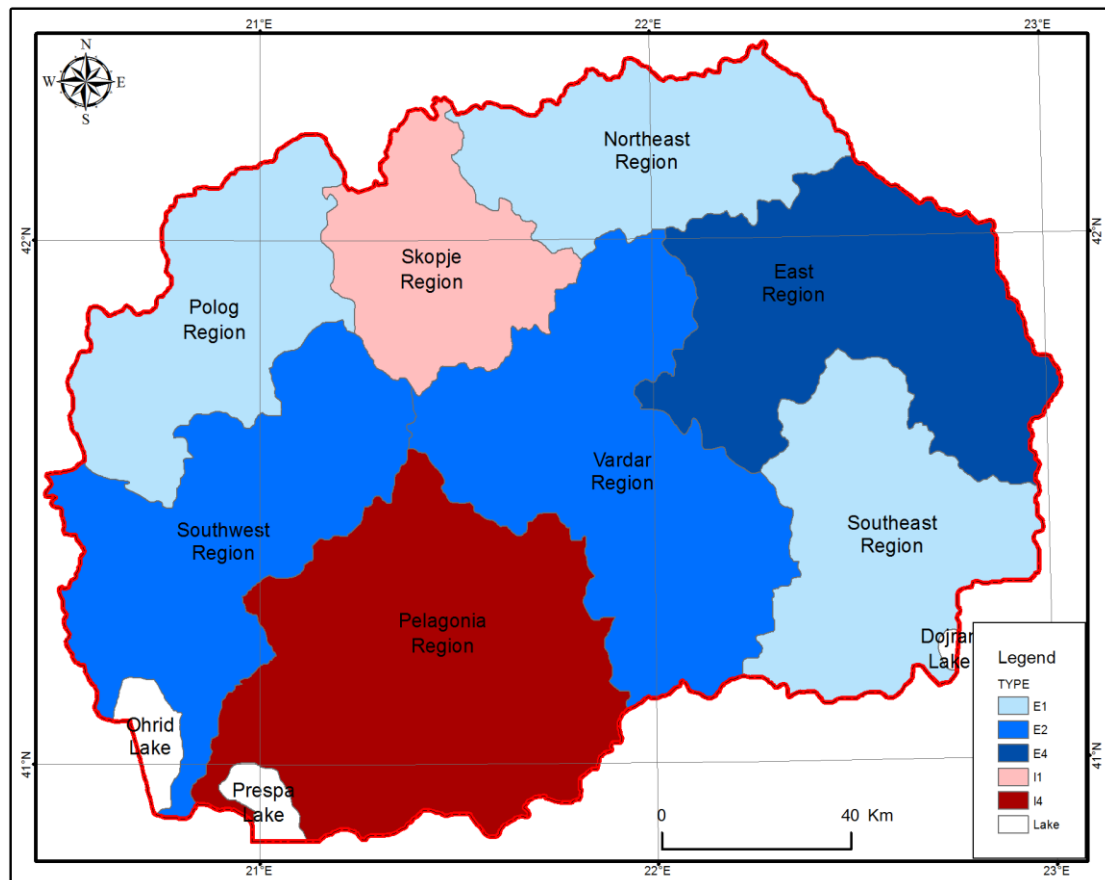 21°E
22°E
23°E
N
W
E
S
Northeast
Region
42°N
42°N
Skopje
Region
East
Region
Polog
Region
Vardar
Region
Southwest
Region
Southeast
Region
Pelagonia
Region
Dojran
Lake
Ohrid
Lake
Prespa
Lake
41°N
41°N
0
40 Km
Legend
TYPE
E1
E2
E4
I1
I4
Lake
21°E
22°E
23°E